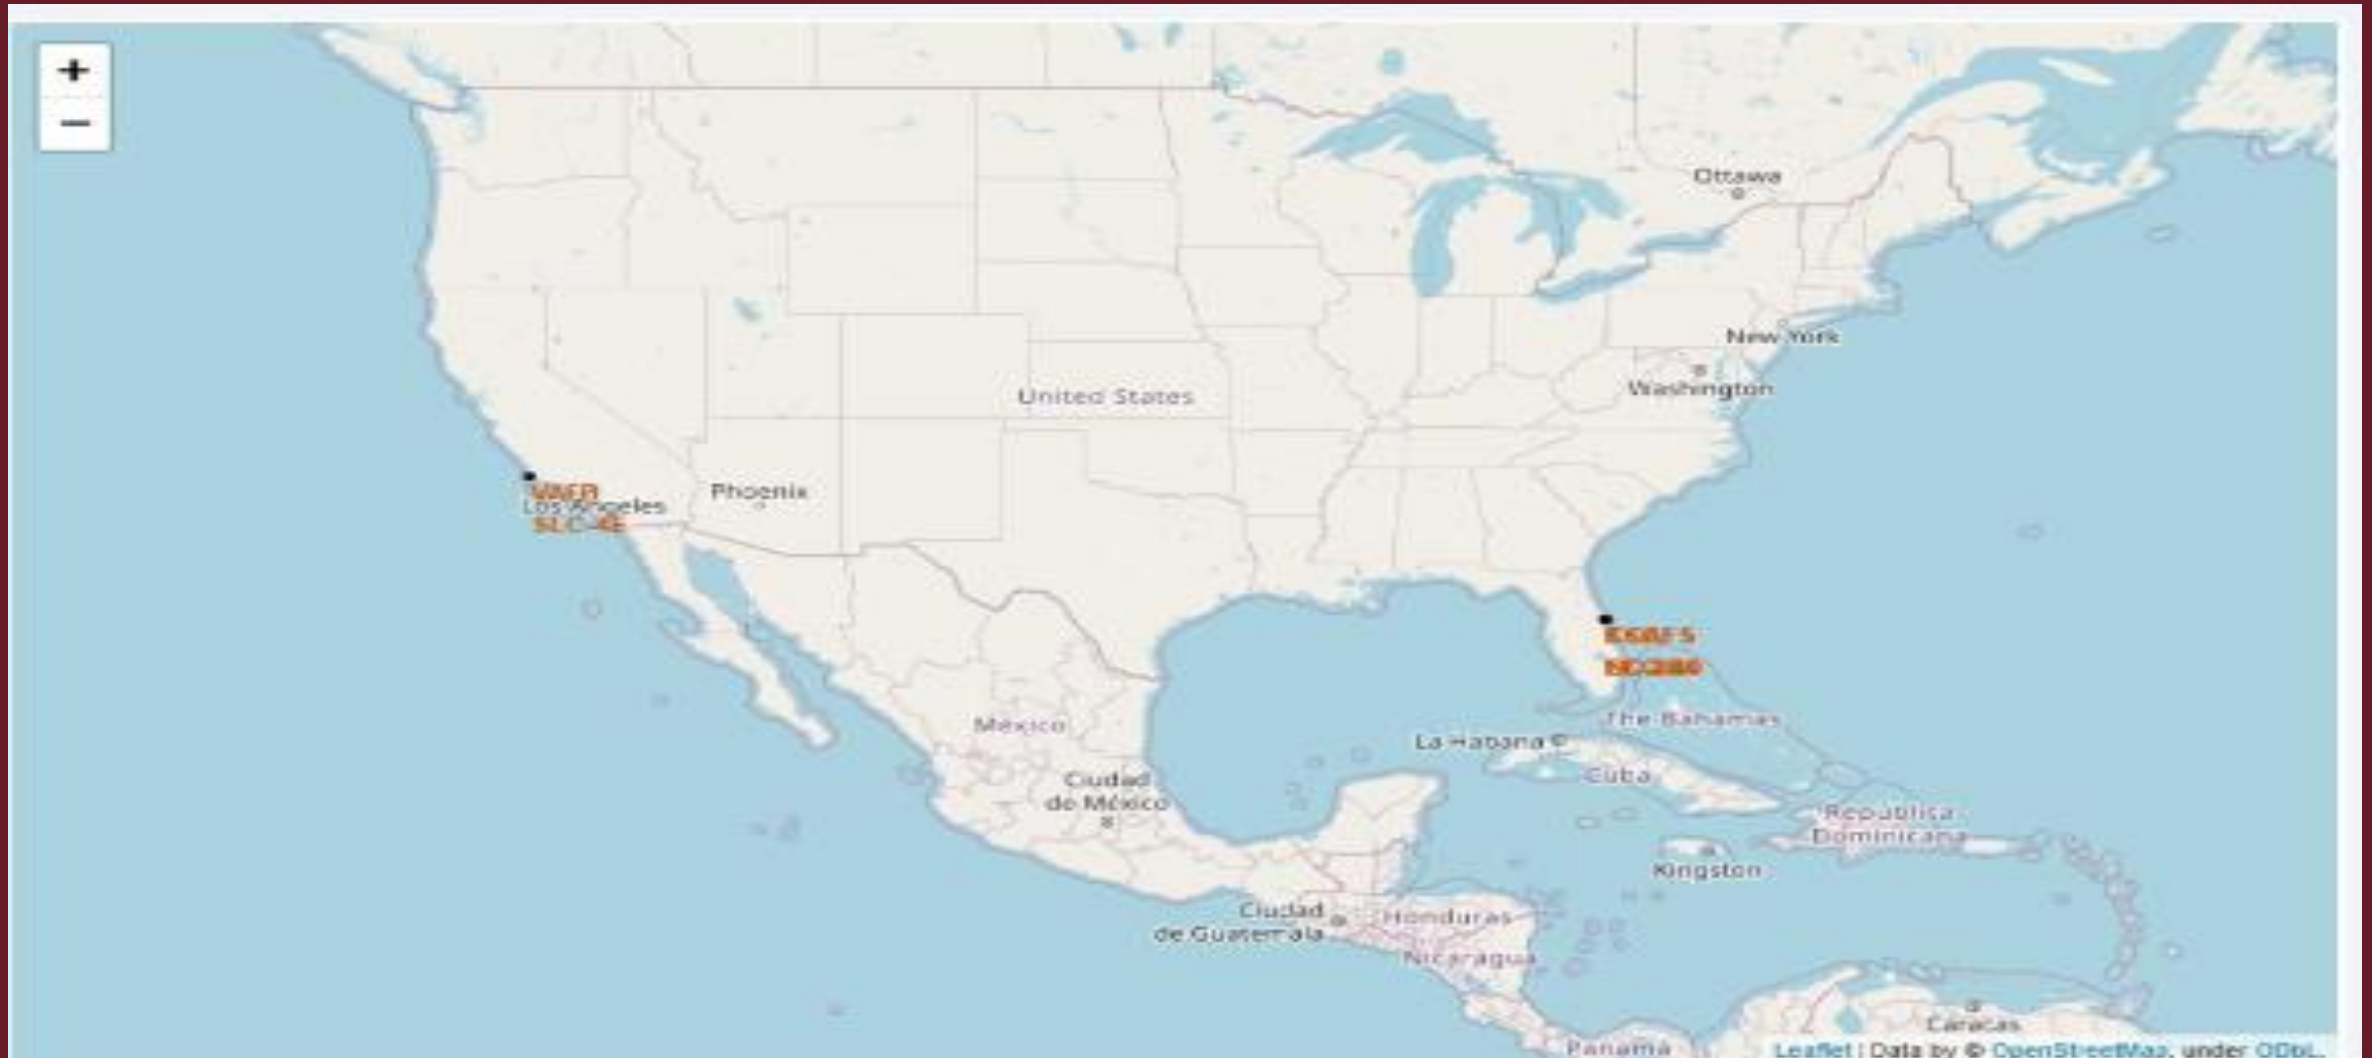 +
−
Ottawa
New York
Washington
United States
VAFB
Phoenix
Los Angeles
SLC-4E
México
The Bahamas
La Habana
Cuba
Ciudad
de México
República
Dominicana
Kingston
Ciudad
de Guatemala
Honduras
Nicaragua
Caracas
Panamá
Leaflet | Data by © OpenStreetMap, under ODbL.